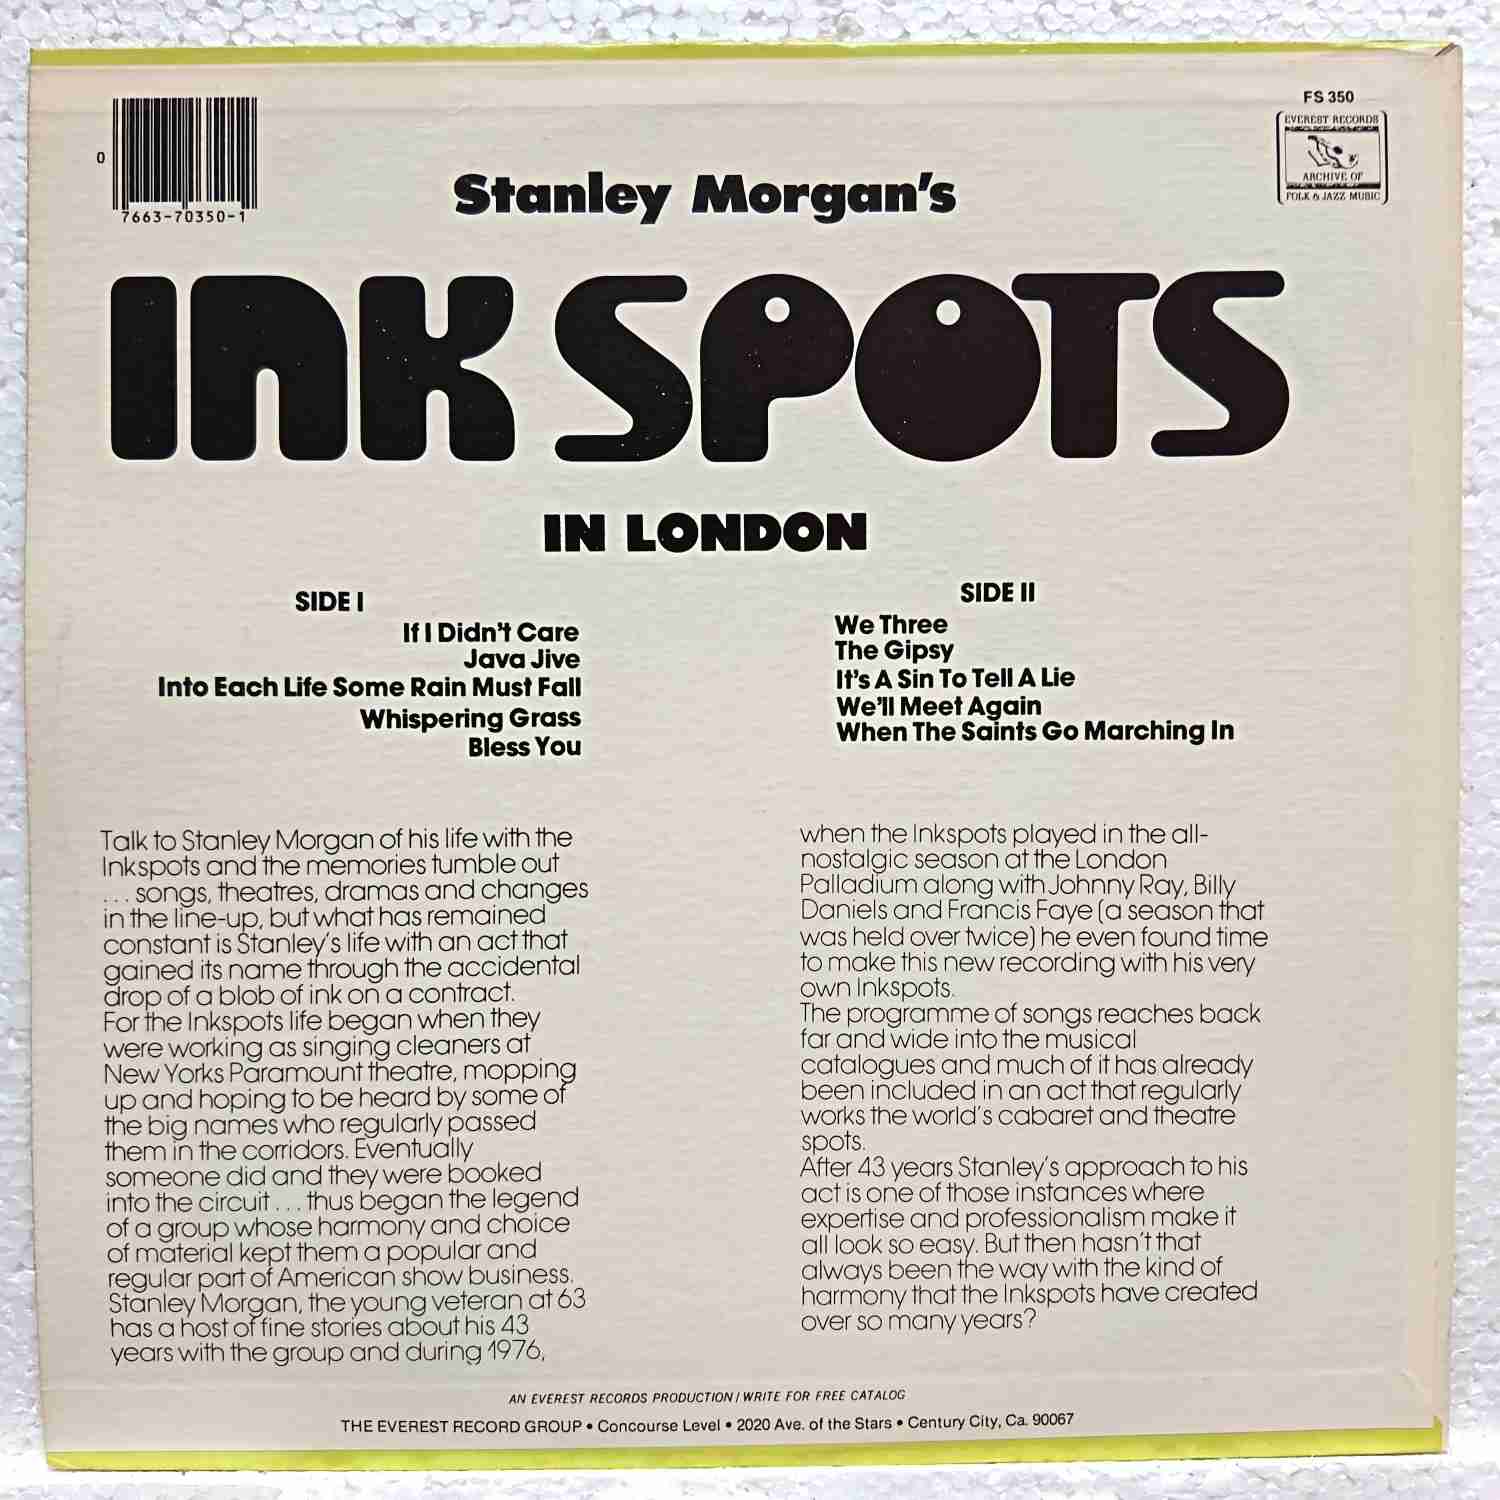 0
7663-70350-1
FS 350
EVEREST RECORDS
ARCHIVE OF
FOLK & JAZZ MUSIC
Stanley Morgan's
INK SPOTS
IN LONDON
SIDE I
If I Didn't Care
Java Jive
Into Each Life Some Rain Must Fall
Whispering Grass
Bless You
SIDE II
We Three
The Gipsy
It's A Sin To Tell A Lie
We'll Meet Again
When The Saints Go Marching In
Talk to Stanley Morgan of his life with the
Inkspots and the memories tumble out
... songs, theatres, dramas and changes
in the line-up, but what has remained
constant is Stanley's life with an act that
gained its name through the accidental
drop of a blob of ink on a contract.
For the Inkspots life began when they
were working as singing cleaners at
New Yorks Paramount theatre, mopping
up and hoping to be heard by some of
the big names who regularly passed
them in the corridors. Eventually
someone did and they were booked
into the circuit ... thus began the legend
of a group whose harmony and choice
of material kept them a popular and
regular part of American show business.
Stanley Morgan, the young veteran at 63
has a host of fine stories about his 43
years with the group and during 1976,
when the Inkspots played in the all-
nostalgic season at the London
Palladium along with Johnny Ray, Billy
Daniels and Francis Faye (a season that
was held over twice) he even found time
to make this new recording with his very
own Inkspots.
The programme of songs reaches back
far and wide into the musical
catalogues and much of it has already
been included in an act that regularly
works the world's cabaret and theatre
spots.
After 43 years Stanley's approach to his
act is one of those instances where
expertise and professionalism make it
all look so easy. But then hasn't that
always been the way with the kind of
harmony that the Inkspots have created
over so many years?
AN EVEREST RECORDS PRODUCTION / WRITE FOR FREE CATALOG
THE EVEREST RECORD GROUP • Concourse Level • 2020 Ave. of the Stars • Century City, Ca. 90067